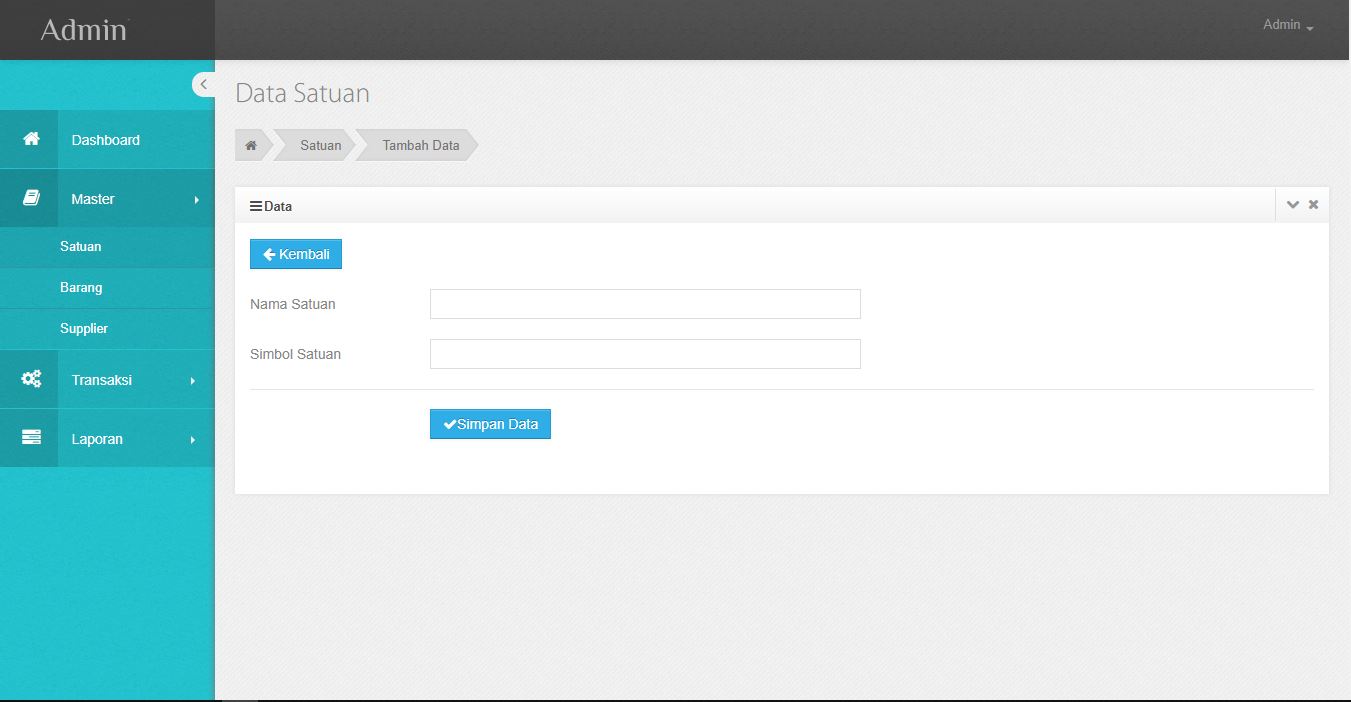 Admin
Admin
Data Satuan
Dashboard
Satuan
Tambah Data
Master
Data
Satuan
Kembali
Barang
Nama Satuan
Supplier
Simbol Satuan
Transaksi
Simpan Data
Laporan